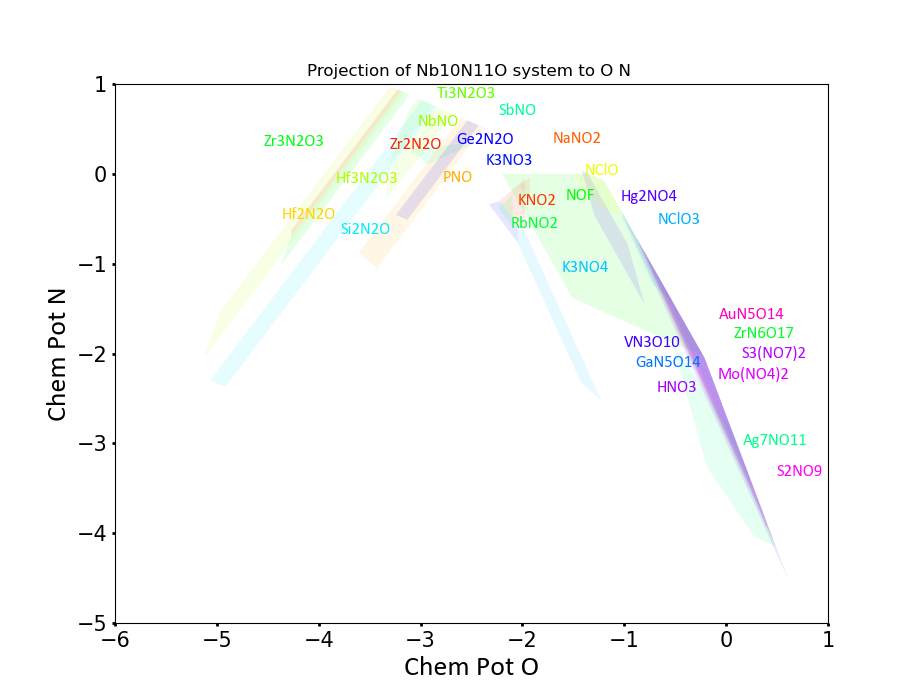 Projection of Nb10N11O system to O N
1
0
−1
−2
−3
−4
−5
Chem Pot N
Ti3N2O3
SbNO
NbNO
Zr3N2O3
Zr2N2O
Ge2N2O
NaNO2
K3NO3
NClO
Hf3N2O3
PNO
KNO2
NOF
Hg2NO4
Hf2N2O
Si2N2O
RbNO2
NClO3
K3NO4
AuN5O14
ZrN6O17
VN3O10
S3(NO7)2
GaN5O14
Mo(NO4)2
HNO3
Ag7NO11
S2NO9
−6 −5 −4 −3 −2 −1 0 1
Chem Pot O